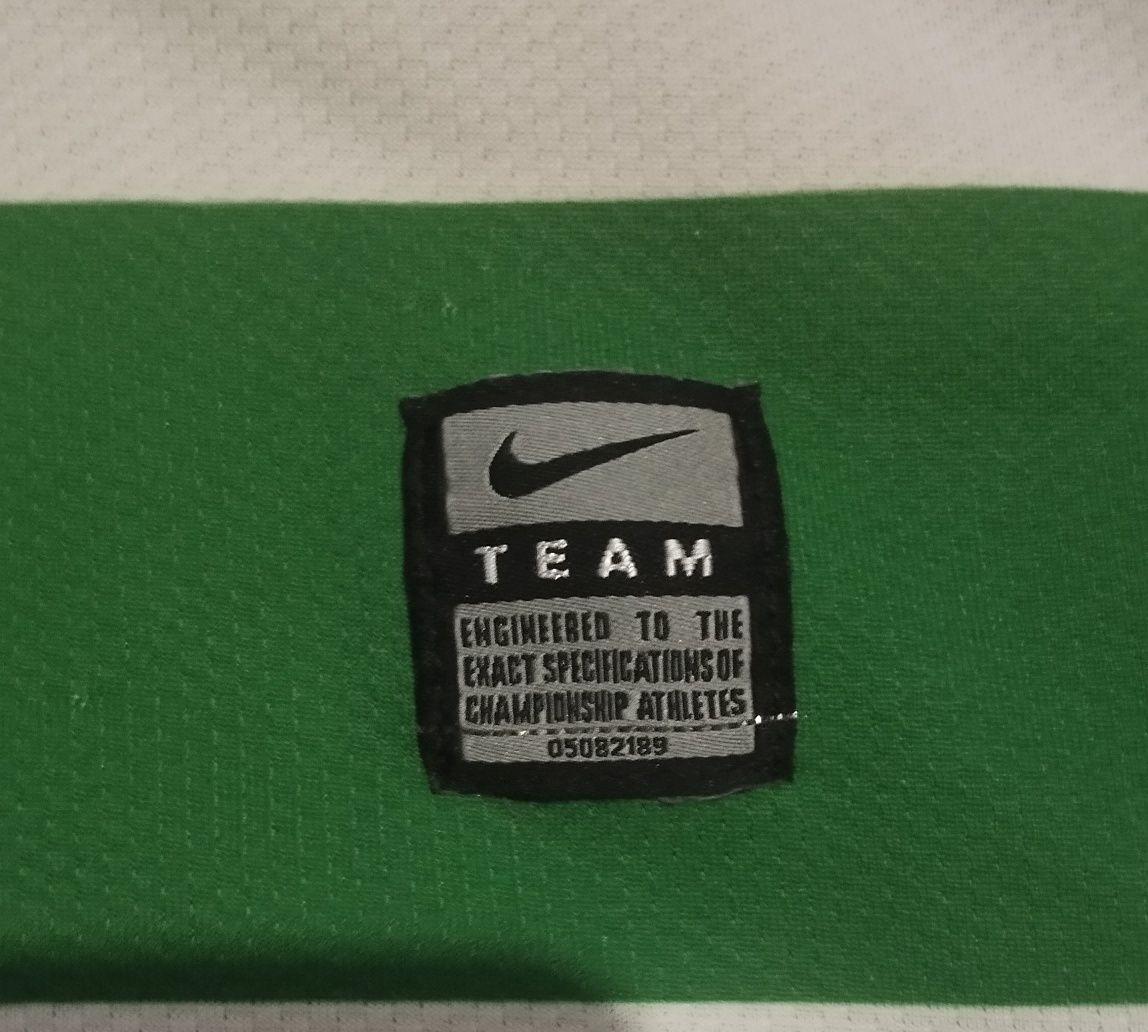 TEAM
ENGINEERED TO THE
EXACT SPECIFICATIONS OF
CHAMPIONSHIP ATHLETES
05082189